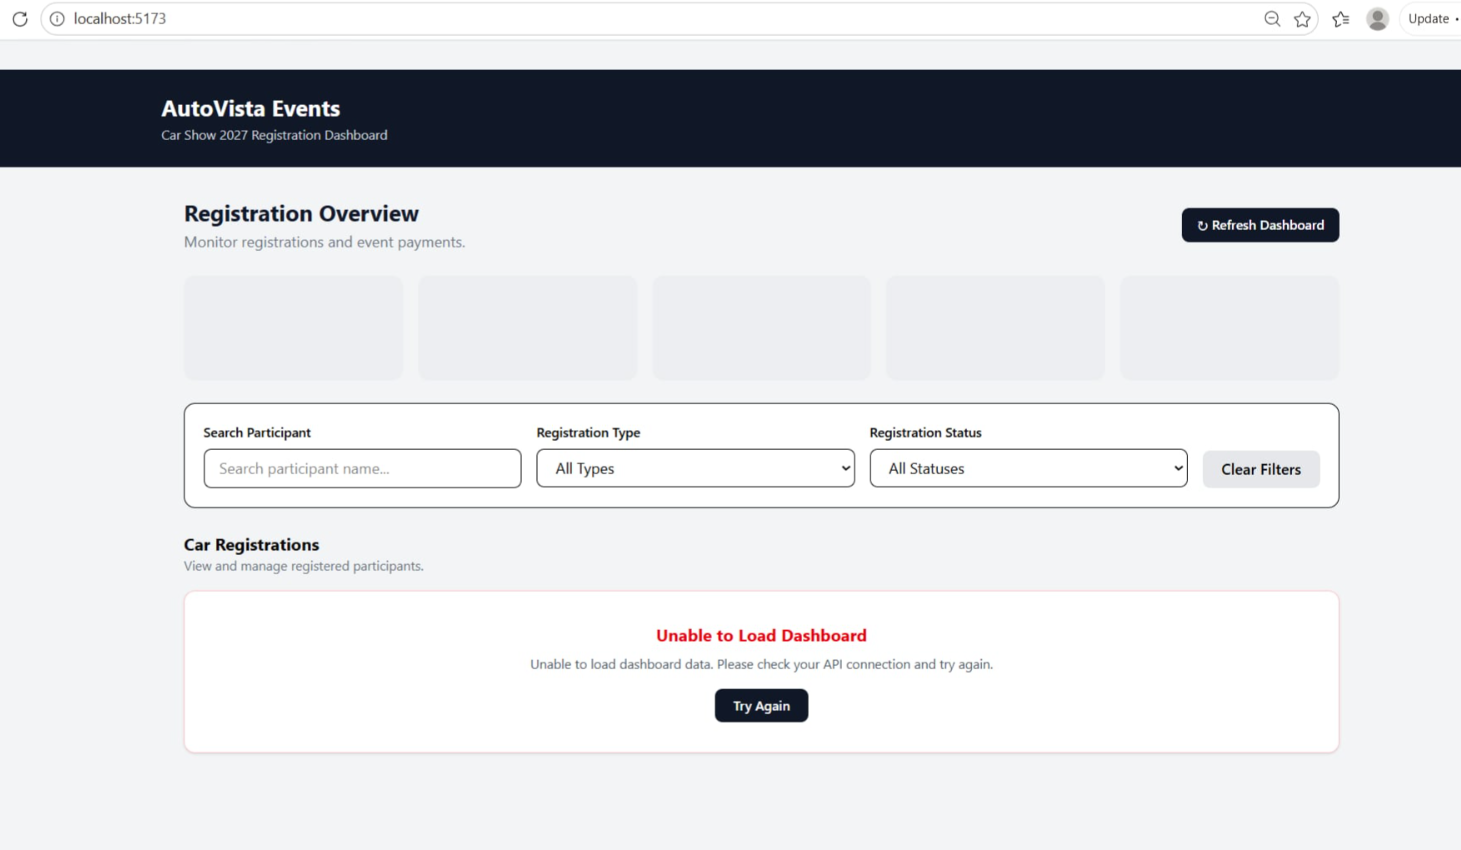 localhost:5173
Update
AutoVista Events
Car Show 2027 Registration Dashboard
Registration Overview
Monitor registrations and event payments.
↻ Refresh Dashboard
Search Participant
Registration Type
Registration Status
Search participant name...
All Types
All Statuses
Clear Filters
Car Registrations
View and manage registered participants.
Unable to Load Dashboard
Unable to load dashboard data. Please check your API connection and try again.
Try Again